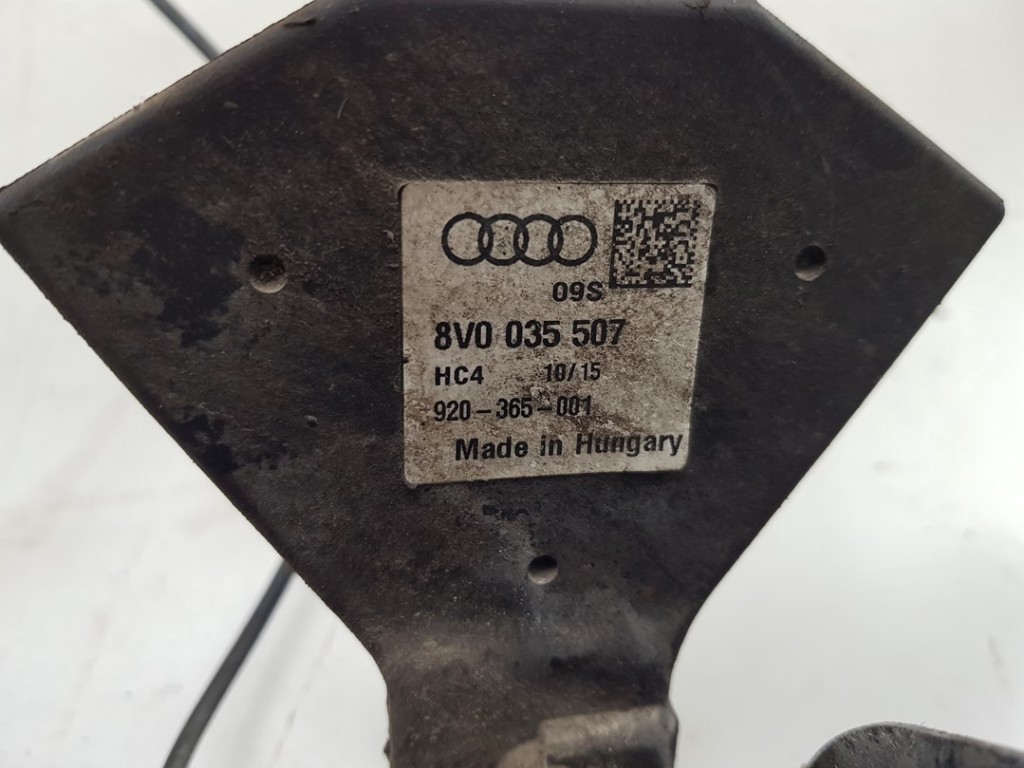 09S
8V0 035 507
HC4 10/15
920-365-001
Made in Hungary